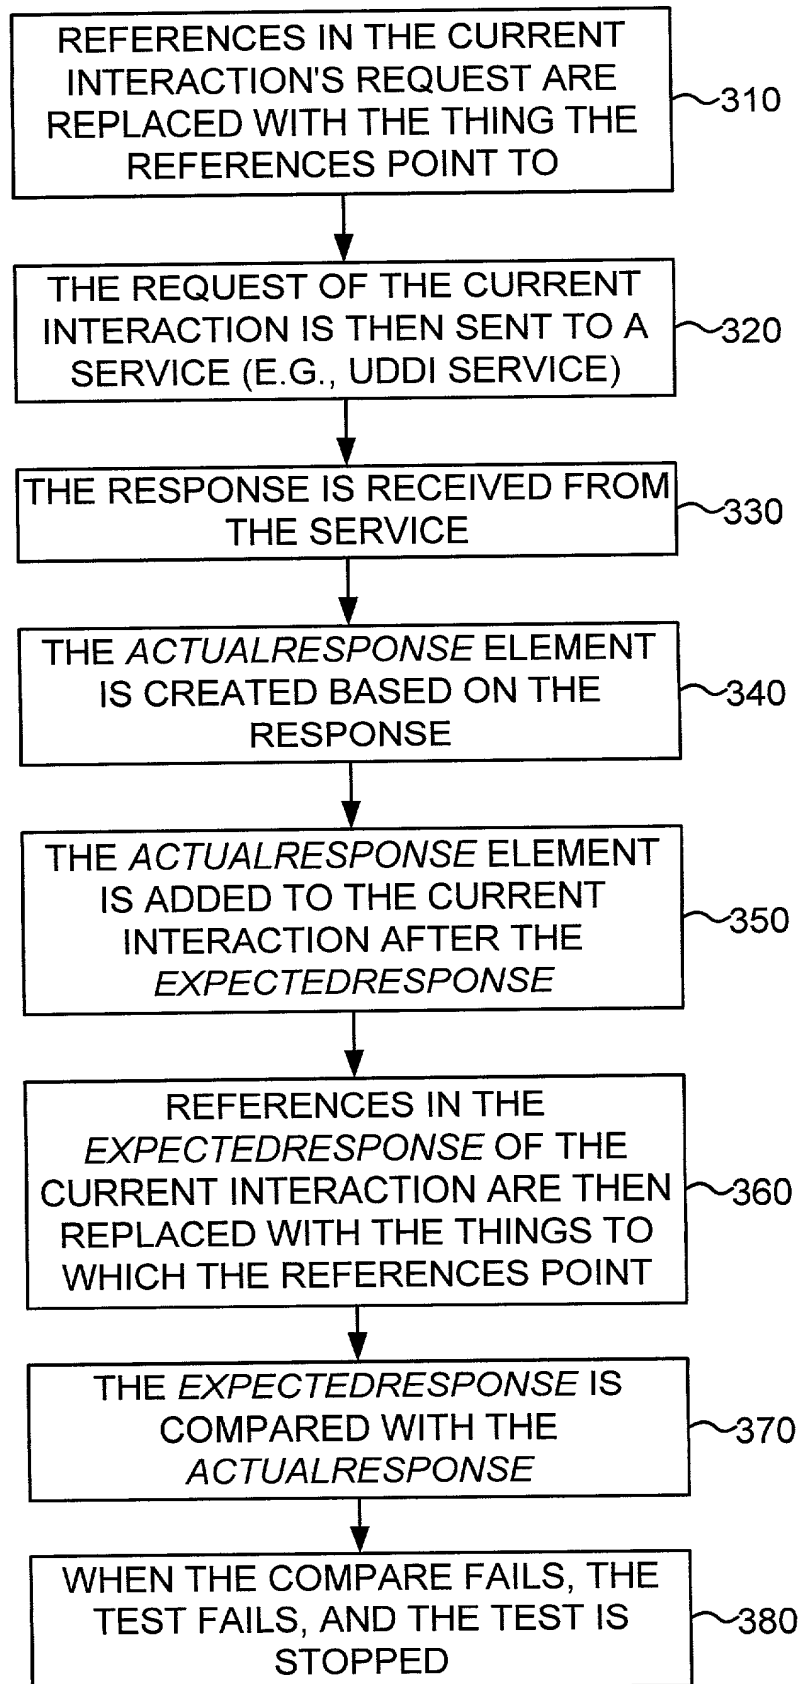 REFERENCES IN THE CURRENT
INTERACTION'S REQUEST ARE
REPLACED WITH THE THING THE
REFERENCES POINT TO
310
THE REQUEST OF THE CURRENT
INTERACTION IS THEN SENT TO A
SERVICE (E.G., UDDI SERVICE)
320
THE RESPONSE IS RECEIVED FROM
THE SERVICE
330
THE ACTUALRESPONSE ELEMENT
IS CREATED BASED ON THE
RESPONSE
340
THE ACTUALRESPONSE ELEMENT
IS ADDED TO THE CURRENT
INTERACTION AFTER THE
EXPECTEDRESPONSE
350
REFERENCES IN THE
EXPECTEDRESPONSE OF THE
CURRENT INTERACTION ARE THEN
REPLACED WITH THE THINGS TO
WHICH THE REFERENCES POINT
360
THE EXPECTEDRESPONSE IS
COMPARED WITH THE
ACTUALRESPONSE
370
WHEN THE COMPARE FAILS, THE
TEST FAILS, AND THE TEST IS
STOPPED
380